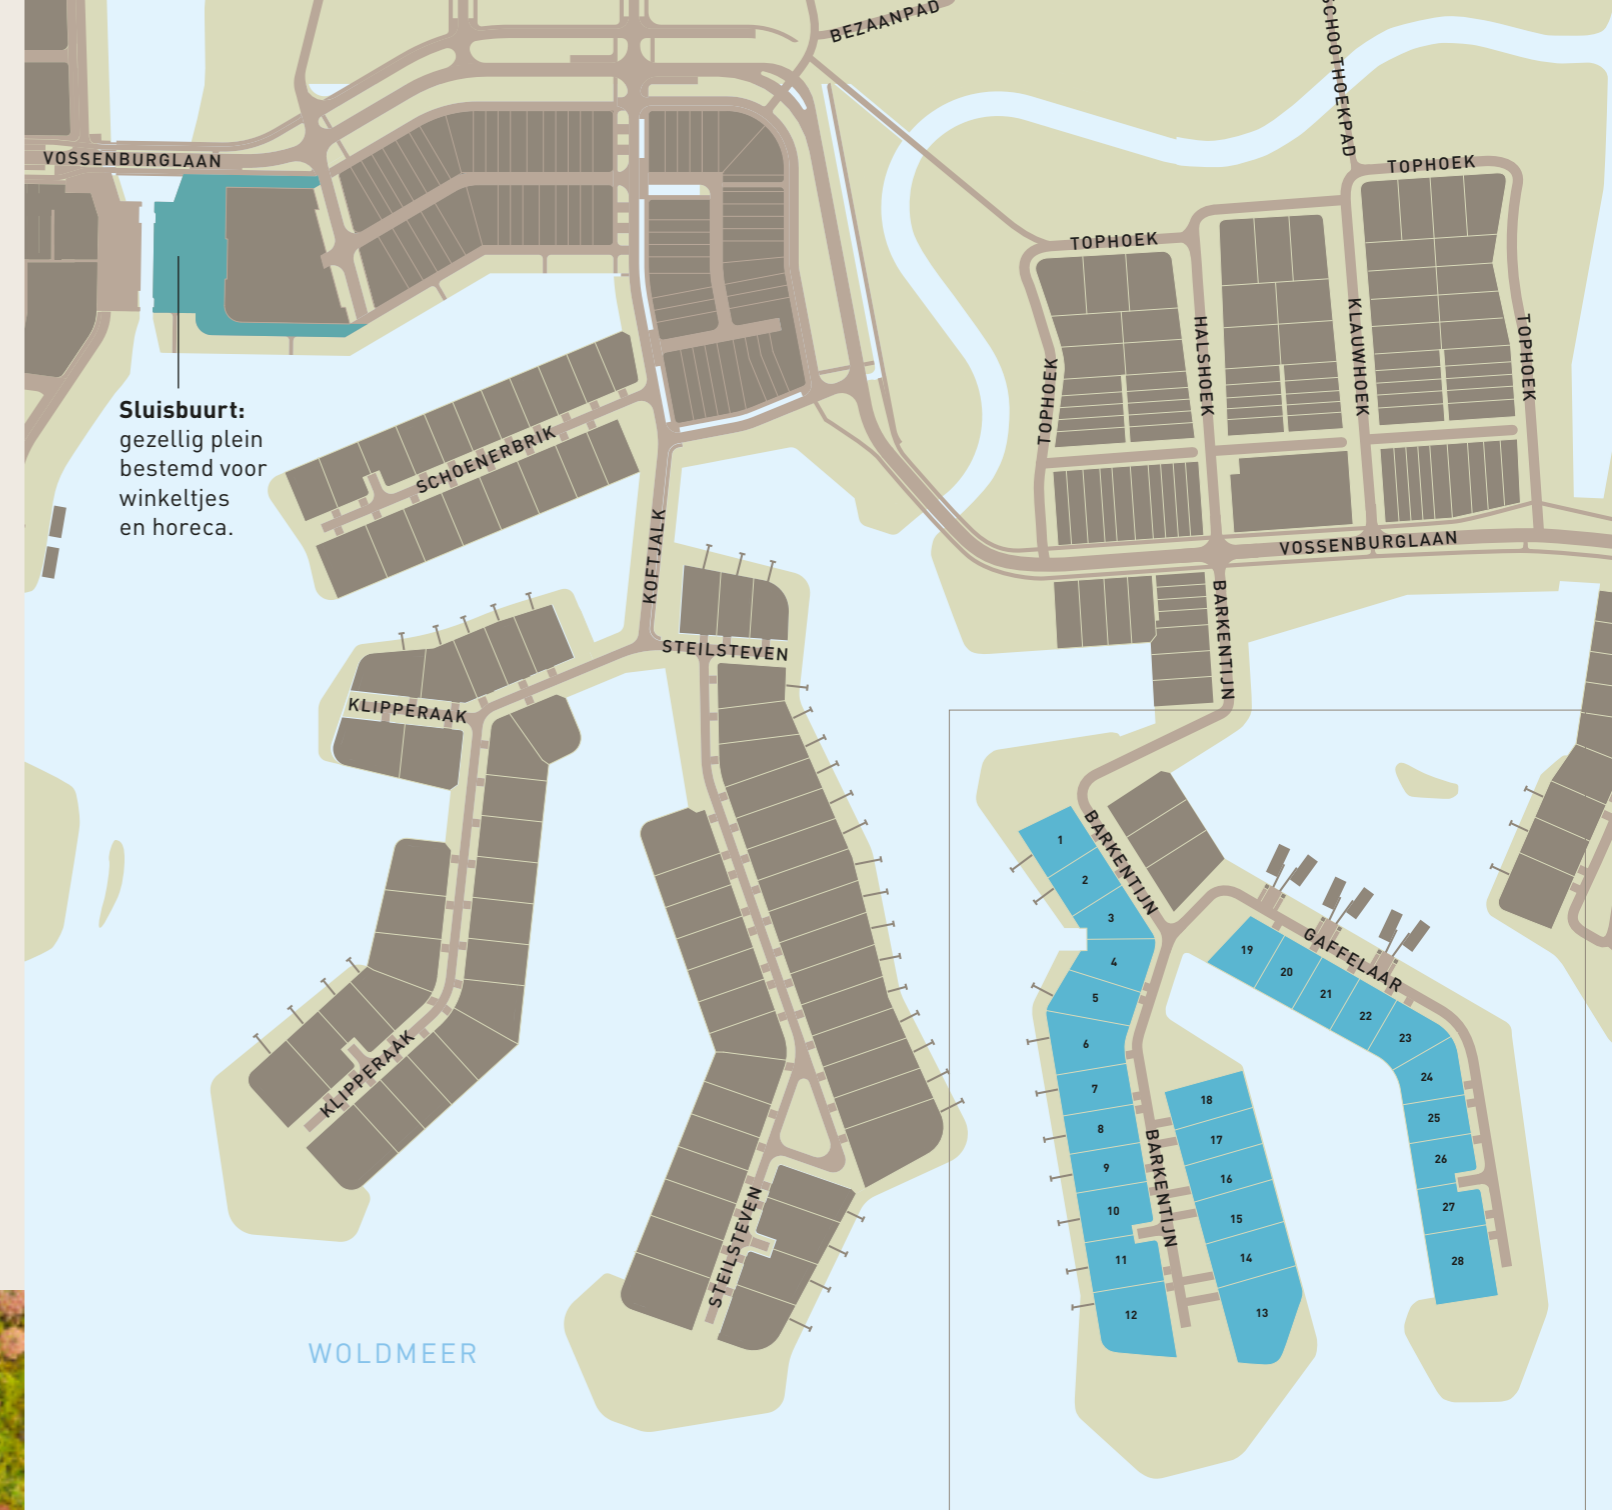 BEZAANPAD
SCHOOTHOEKPAD
VOSSENBURGLAAN
TOPHOEK
TOPHOEK
TOPHOEK
HALSHOEK
KLAUWHOEK
TOPHOEK
Sluisbuurt:
gezellig plein
bestemd voor
winkeltjes
en horeca.
SCHOENERBRIK
KOFTJALK
VOSSENBURGLAAN
BARKENTIJN
STEILSTEVEN
KLIPPERAAK
BARKENTIJN
1
2
3
4
5
6
7
8
9
10
11
12
GAFFELAAR
19
20
21
22
23
24
25
26
27
28
18
17
16
15
14
13
BARKENTIJN
KLIPPERAAK
STEILSTEVEN
WOLDMEER